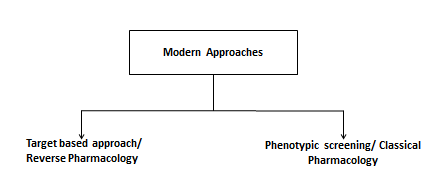 Modern Approaches
Target based approach/
Reverse Pharmacology
Phenotypic screening/ Classical
Pharmacology